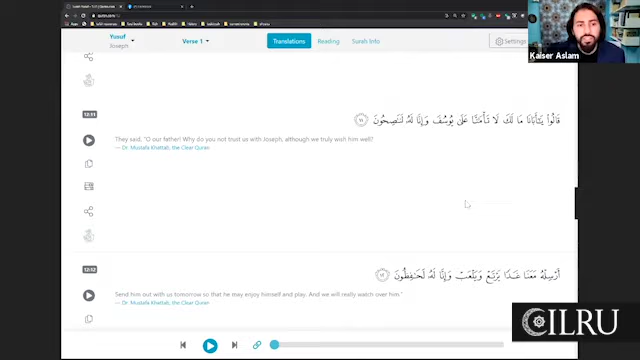 Kaiser Aslam
Yusuf
Joseph
Verse 1
Translations
Reading
Surah Info
Settings
12:11
قَالُوا۟ يَـٰٓأَبَانَا مَا لَكَ لَا تَأْمَ۫نَّا عَلَىٰ يُوسُفَ وَإِنَّا لَهُۥ لَنَـٰصِحُونَ ١١
They said, "O our father! Why do you not trust us with Joseph, although we truly wish him well?
— Dr. Mustafa Khattab, the Clear Quran
12:12
أَرْسِلْهُ مَعَنَا غَدًا يَرْتَعْ وَيَلْعَبْ وَإِنَّا لَهُۥ لَحَـٰفِظُونَ ١٢
Send him out with us tomorrow so that he may enjoy himself and play. And we will really watch over him."
— Dr. Mustafa Khattab, the Clear Quran
CILRU